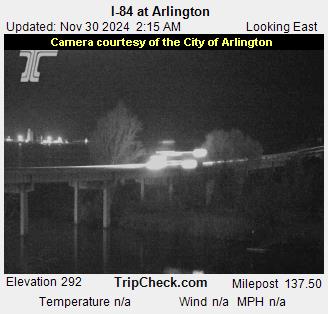 I-84 at Arlington
Updated: Nov 30 2024 2:15 AM Looking East
Camera courtesy of the City of Arlington
Elevation 292 TripCheck.com Milepost 137.50
Temperature n/a Wind n/a MPH n/a